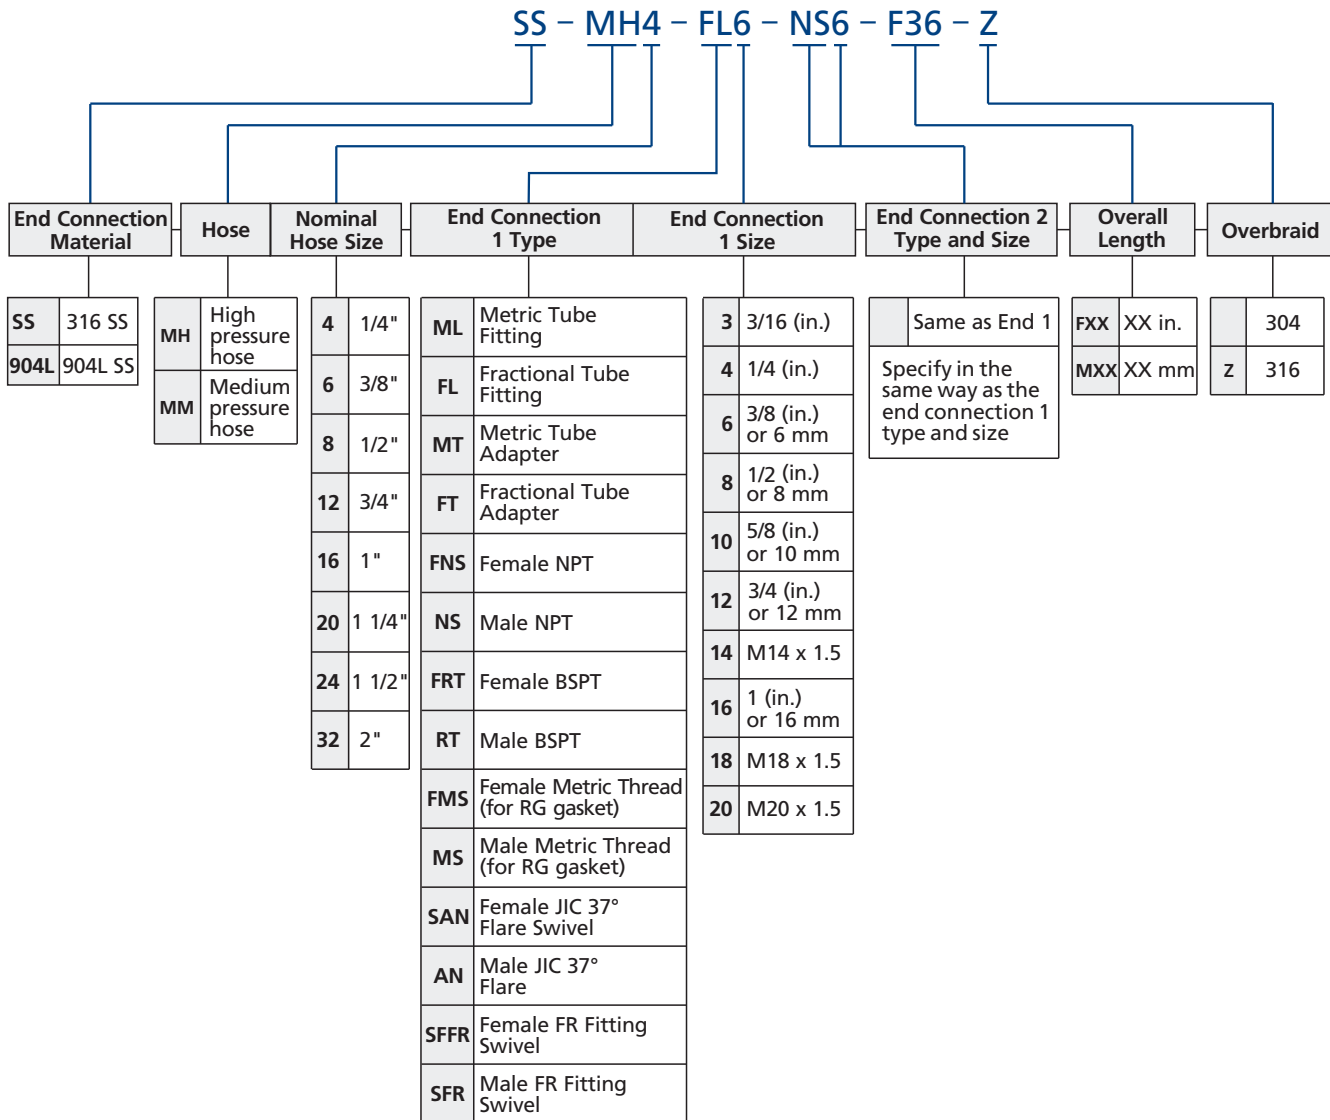 SS – MH4 – FL6 – NS6 – F36 – Z
End Connection
Material
Hose
Nominal
Hose Size
End Connection
1 Type
End Connection
1 Size
End Connection 2
Type and Size
Overall
Length
Overbraid
SS 316 SS
904L 904L SS
MH High
pressure
hose
MM Medium
pressure
hose
4 1/4"
6 3/8"
8 1/2"
12 3/4"
16 1"
20 1 1/4"
24 1 1/2"
32 2"
ML Metric Tube
Fitting
FL Fractional Tube
Fitting
MT Metric Tube
Adapter
FT Fractional Tube
Adapter
FNS Female NPT
NS Male NPT
FRT Female BSPT
RT Male BSPT
FMS Female Metric Thread
(for RG gasket)
MS Male Metric Thread
(for RG gasket)
SAN Female JIC 37°
Flare Swivel
AN Male JIC 37°
Flare
SFFR Female FR Fitting
Swivel
SFR Male FR Fitting
Swivel
3 3/16 (in.)
4 1/4 (in.)
6 3/8 (in.)
or 6 mm
8 1/2 (in.)
or 8 mm
10 5/8 (in.)
or 10 mm
12 3/4 (in.)
or 12 mm
14 M14 x 1.5
16 1 (in.)
or 16 mm
18 M18 x 1.5
20 M20 x 1.5
Same as End 1
Specify in the
same way as the
end connection 1
type and size
FXX XX in.
MXX XX mm
304
Z 316